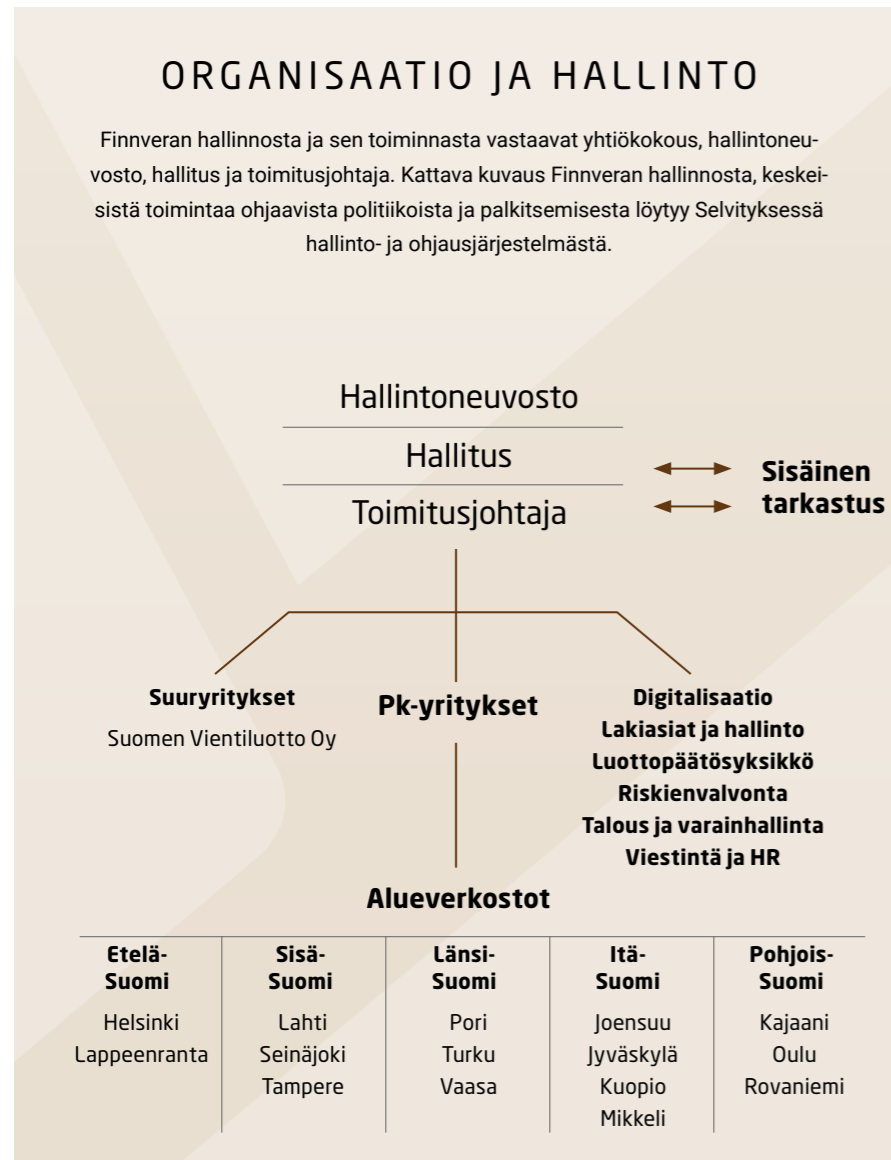 ORGANISAATIO JA HALLINTO
Finnveran hallinnosta ja sen toiminnasta vastaavat yhtiökokous, hallintoneu-
vosto, hallitus ja toimitusjohtaja. Kattava kuvaus Finnveran hallinnosta, keskei-
sistä toimintaa ohjaavista politiikoista ja palkitsemisesta löytyy Selvityksessä
hallinto- ja ohjausjärjestelmästä.
Hallintoneuvosto
Hallitus
Toimitusjohtaja
Sisäinen
tarkastus
Suuryritykset
Suomen Vientiluotto Oy
Pk-yritykset
Digitalisaatio
Lakiasiat ja hallinto
Luottopäätösyksikkö
Riskienvalvonta
Talous ja varainhallinta
Viestintä ja HR
Alueverkostot
Etelä-
Suomi
Helsinki
Lappeenranta
Sisä-
Suomi
Lahti
Seinäjoki
Tampere
Länsi-
Suomi
Pori
Turku
Vaasa
Itä-
Suomi
Joensuu
Jyväskylä
Kuopio
Mikkeli
Pohjois-
Suomi
Kajaani
Oulu
Rovaniemi